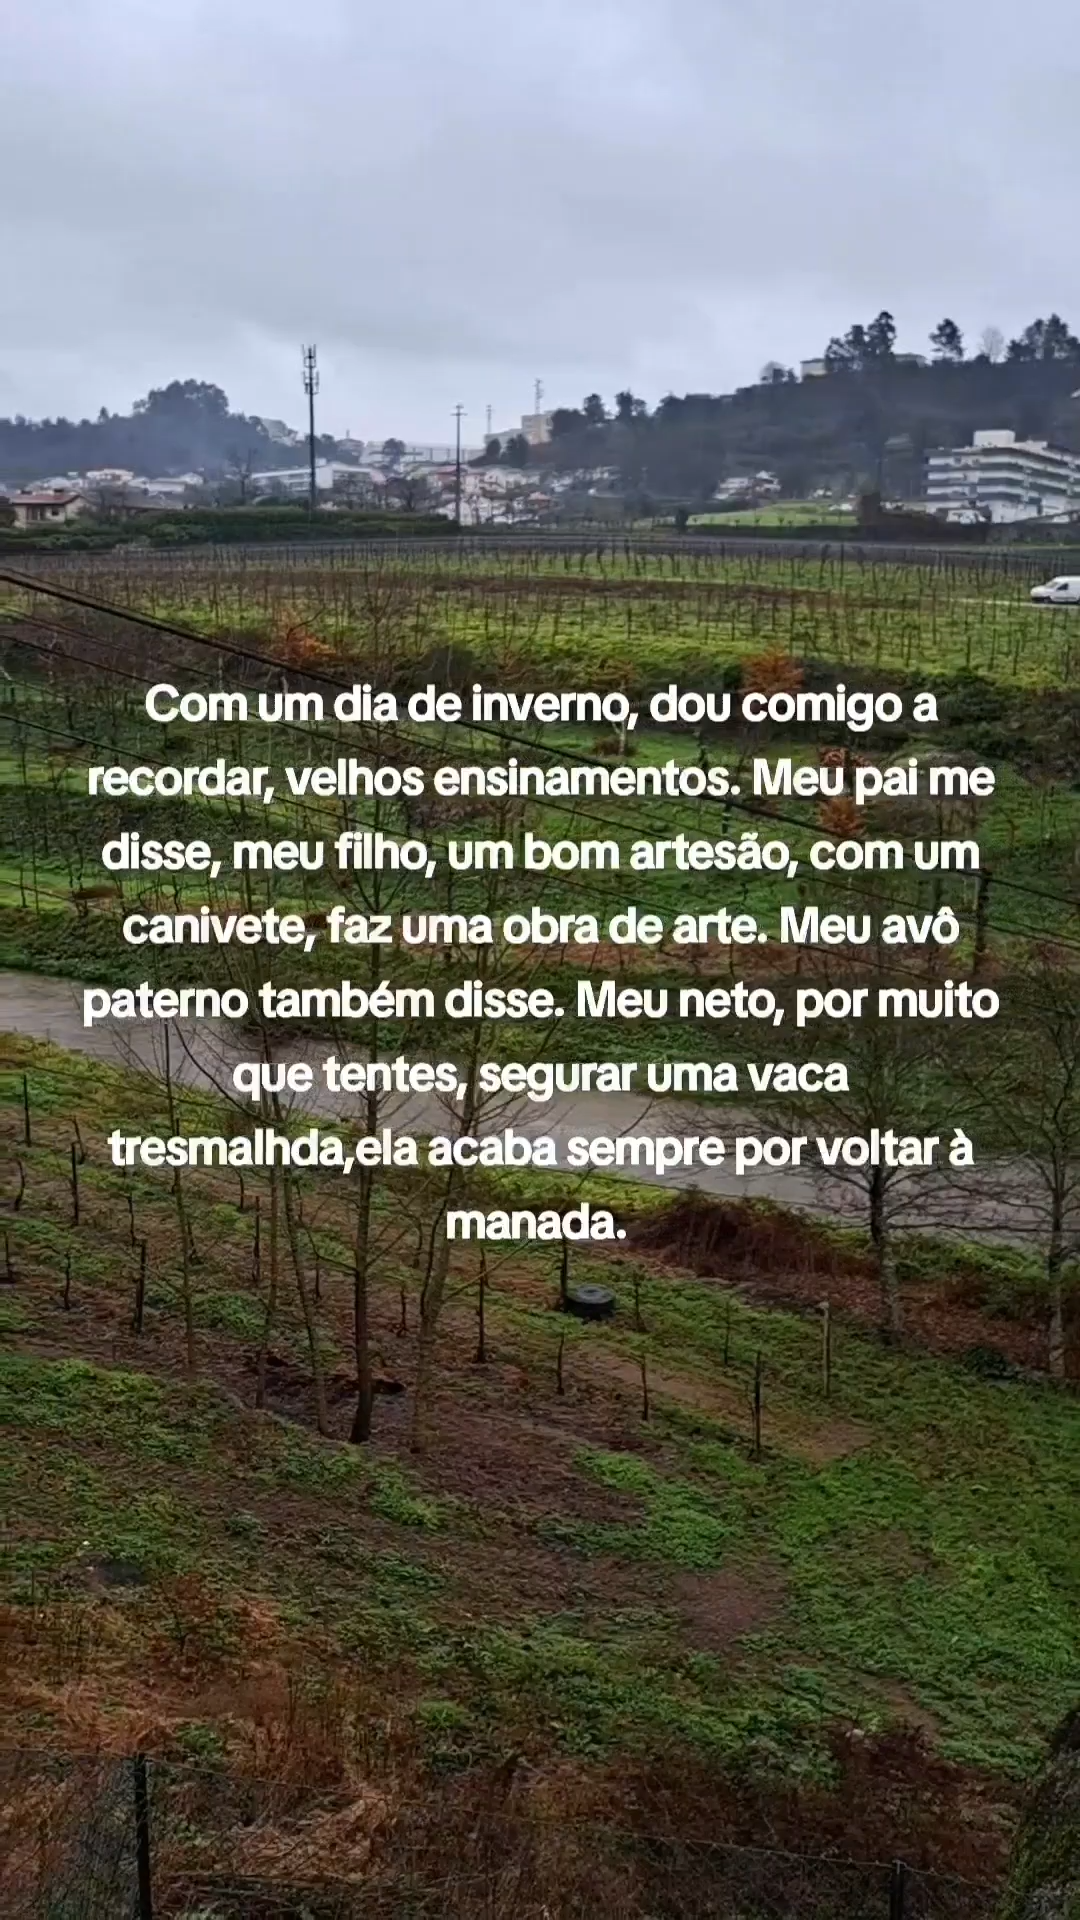 Com um dia de inverno, dou comigo a
recordar, velhos ensinamentos. Meu pai me
disse, meu filho, um bom artesão, com um
canivete, faz uma obra de arte. Meu avô
paterno também disse. Meu neto, por muito
que tentes, segurar uma vaca
tresmalhda,ela acaba sempre por voltar à
manada.